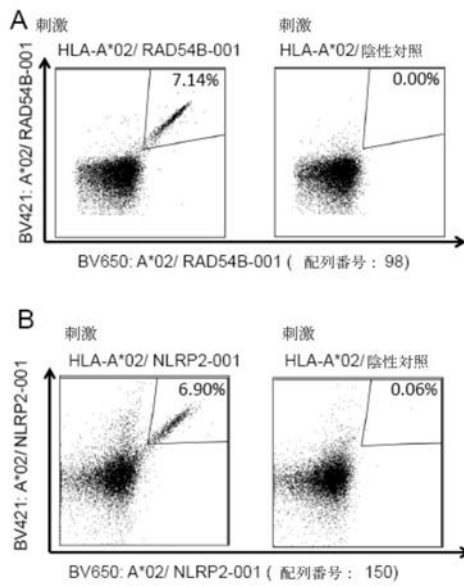 A
刺激 刺激
HLA-A*02/ RAD54B-001 HLA-A*02/陰性対照
7.14% 0.00%
BV421: A*02/ RAD54B-001
BV650: A*02/ RAD54B-001 ( 配列番号 : 98)
B
刺激 刺激
HLA-A*02/ NLRP2-001 HLA-A*02/陰性対照
6.90% 0.06%
BV421: A*02/ NLRP2-001
BV650: A*02/ NLRP2-001 ( 配列番号 : 150)